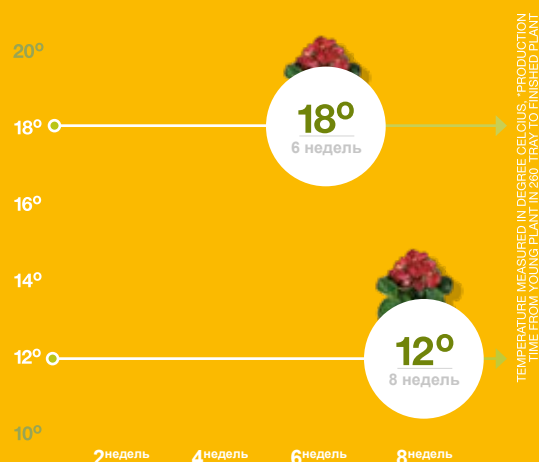 20º
18º
18º
6 недель
16º
14º
12º
12º
8 недель
10º
2недель 4недель 6недель 8недель
TEMPERATURE MEASURED IN DEGREE CELCIUS, *PRODUCTION
TIME FROM YOUNG PLANT IN 260 TRAY TO FINISHED PLANT